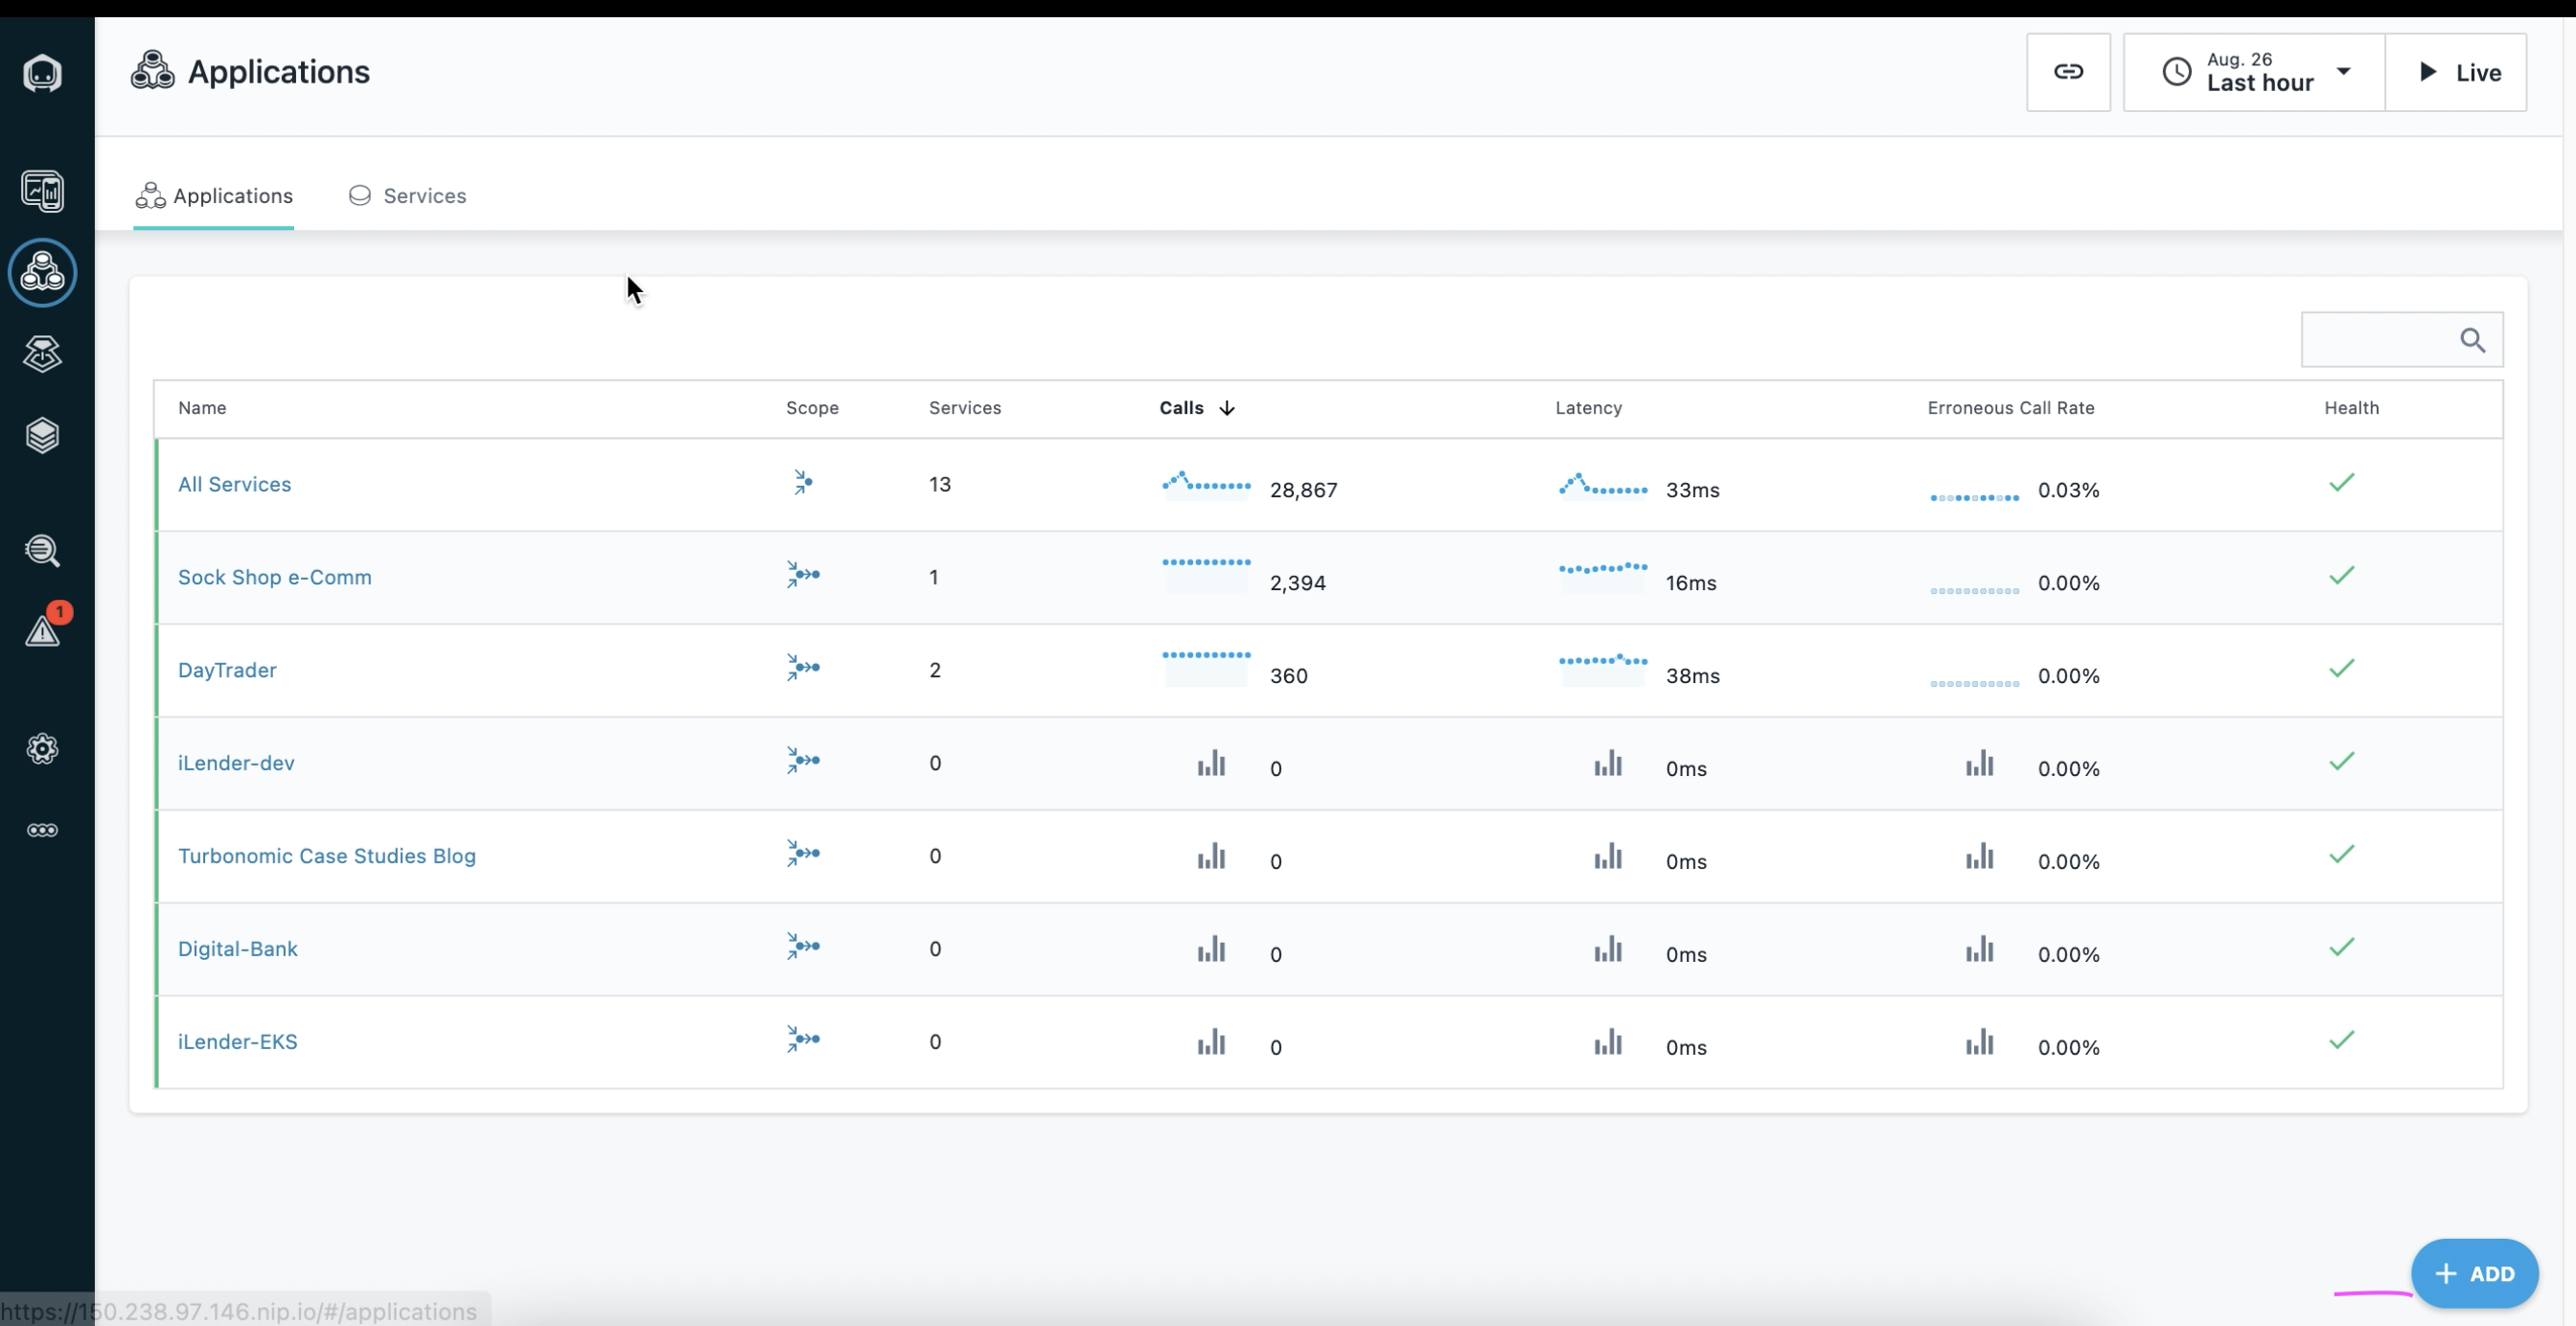 Applications
Aug. 26
Last hour
Live
Applications
Services
Name Scope Services Calls Latency Erroneous Call Rate Health
All Services 13 28,867 33ms 0.03%
Sock Shop e-Comm 1 2,394 16ms 0.00%
DayTrader 2 360 38ms 0.00%
iLender-dev 0 0 0ms 0.00%
Turbonomic Case Studies Blog 0 0 0ms 0.00%
Digital-Bank 0 0 0ms 0.00%
iLender-EKS 0 0 0ms 0.00%
1
+ ADD
https://150.238.97.146.nip.io/#/applications